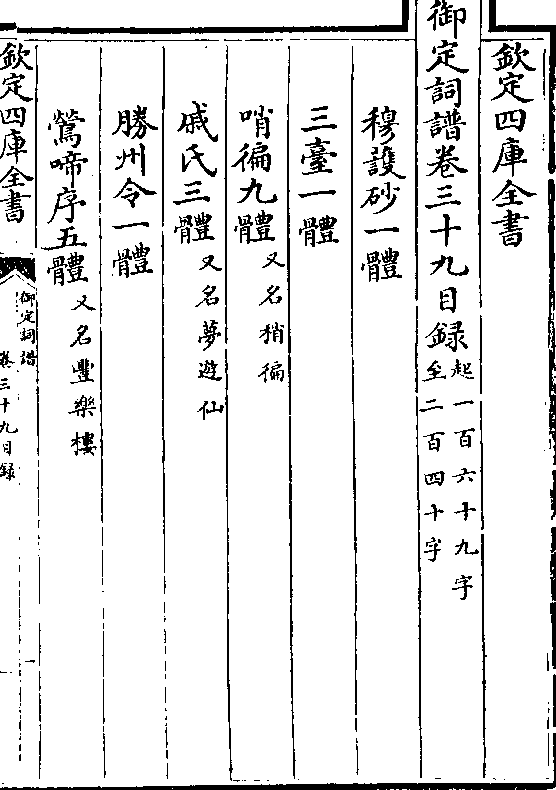 欽定四庫全書
御定詞譜卷三十九目録起一百六十九字至二百四十字
穆護砂一體
三臺一體
哨徧九體又名稍徧
戚氏三體又名夢遊仙
勝州令一體
鶯啼序五體又名豐樂樓
欽定四庫全書
御定詞譜
卷三十九目録
一